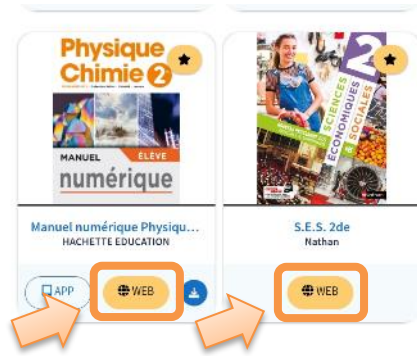 Physique
Chimie 2
MANUEL
ÉLÈVE
numérique
Manuel numérique Physiqu...
HACHETTE EDUCATION
APP
WEB
2
SCIENCES
ÉCONOMIQUES
SOCIALES
S.E.S. 2de
Nathan
WEB